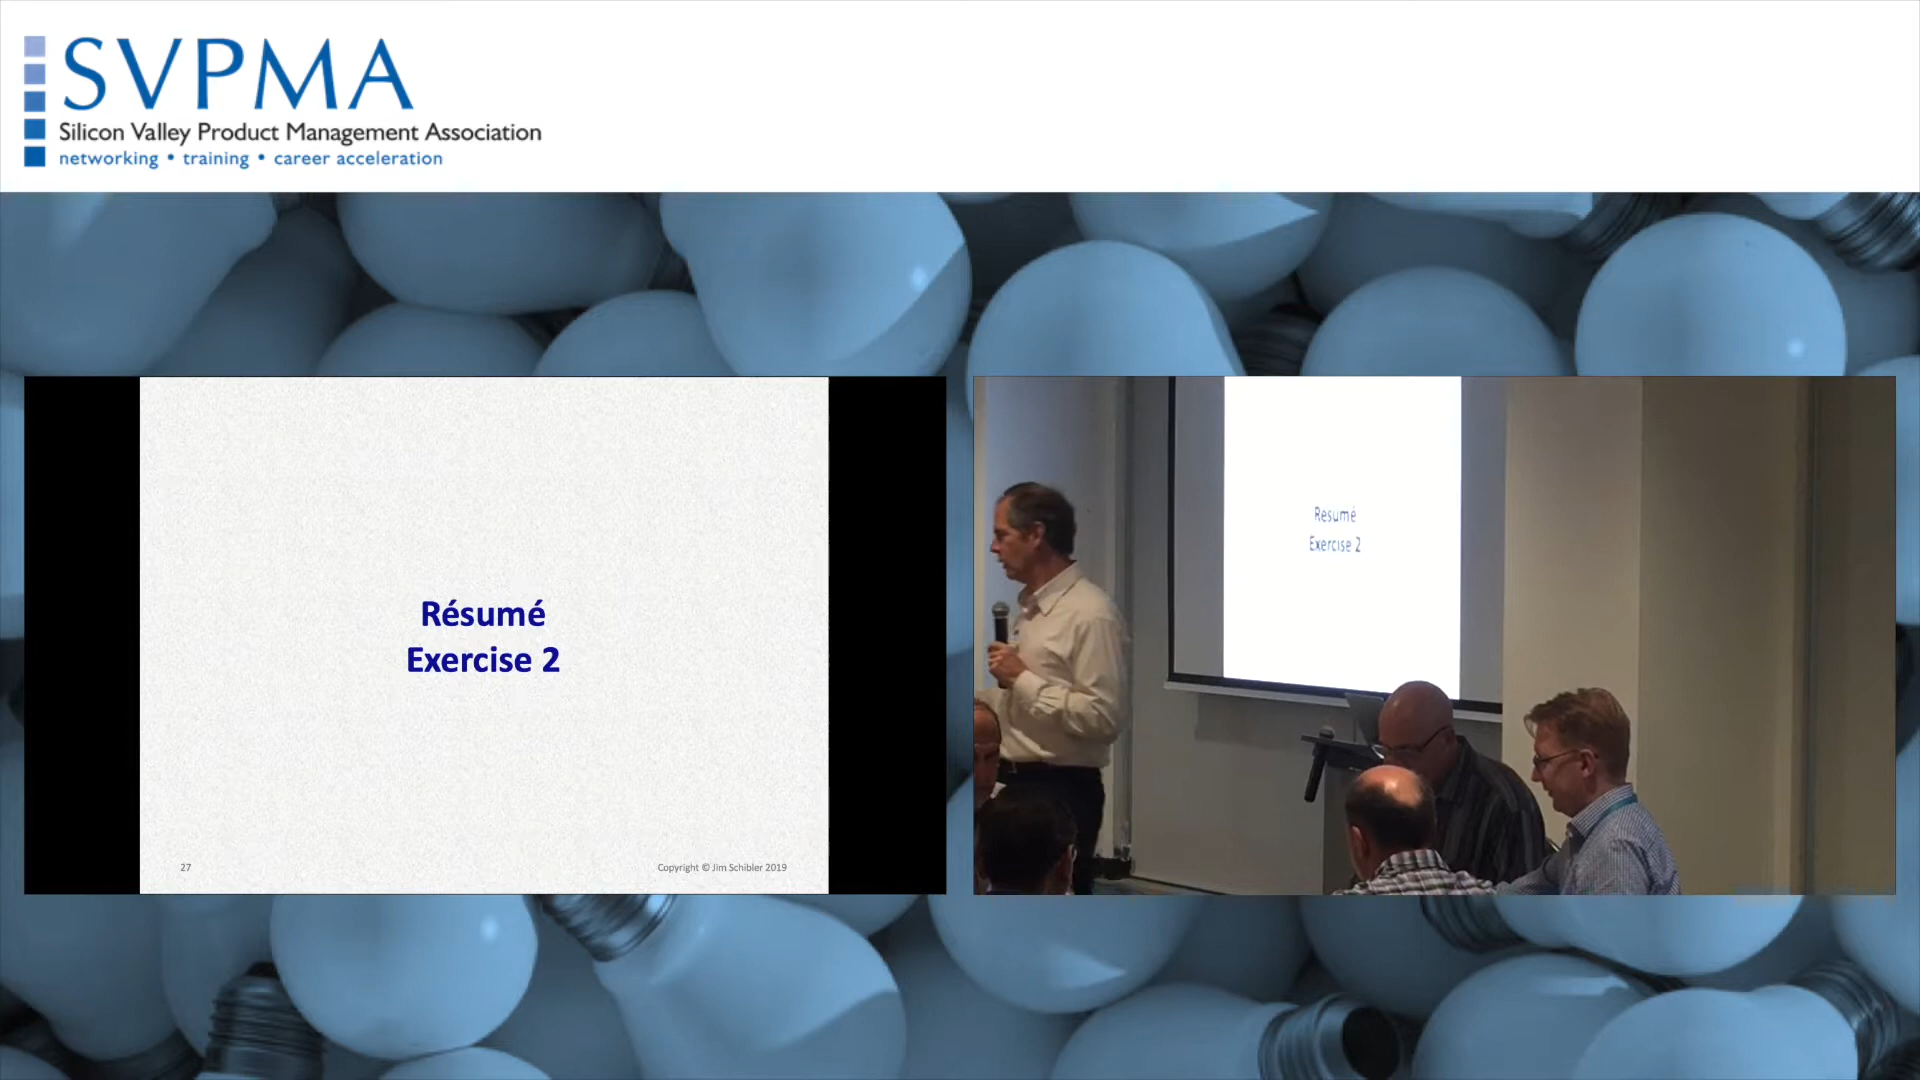 SVPMA
Silicon Valley Product Management Association
networking • training • career acceleration
Résumé
Exercise 2
27
Copyright © Jim Schibler 2019
Resumé
Exercise 2